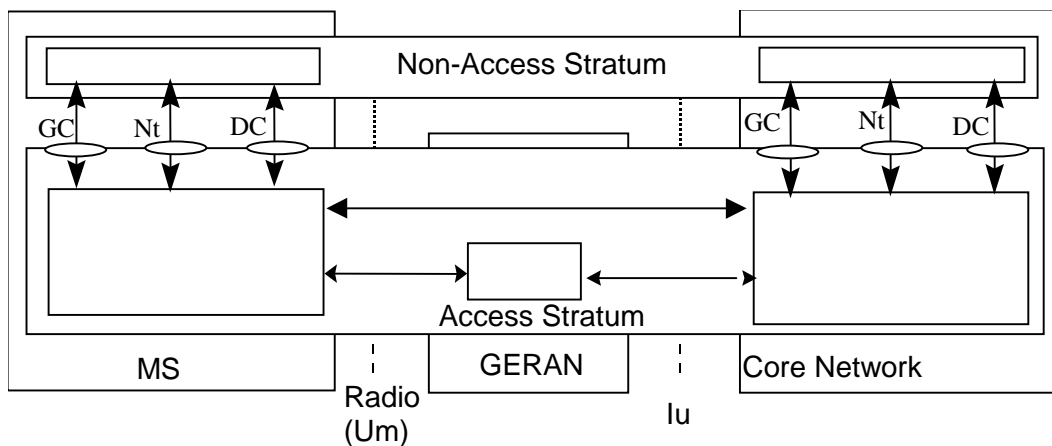 Non-Access Stratum
GC Nt DC
GC Nt DC
Access Stratum
MS
GERAN
Core Network
Radio
(Um)
Iu